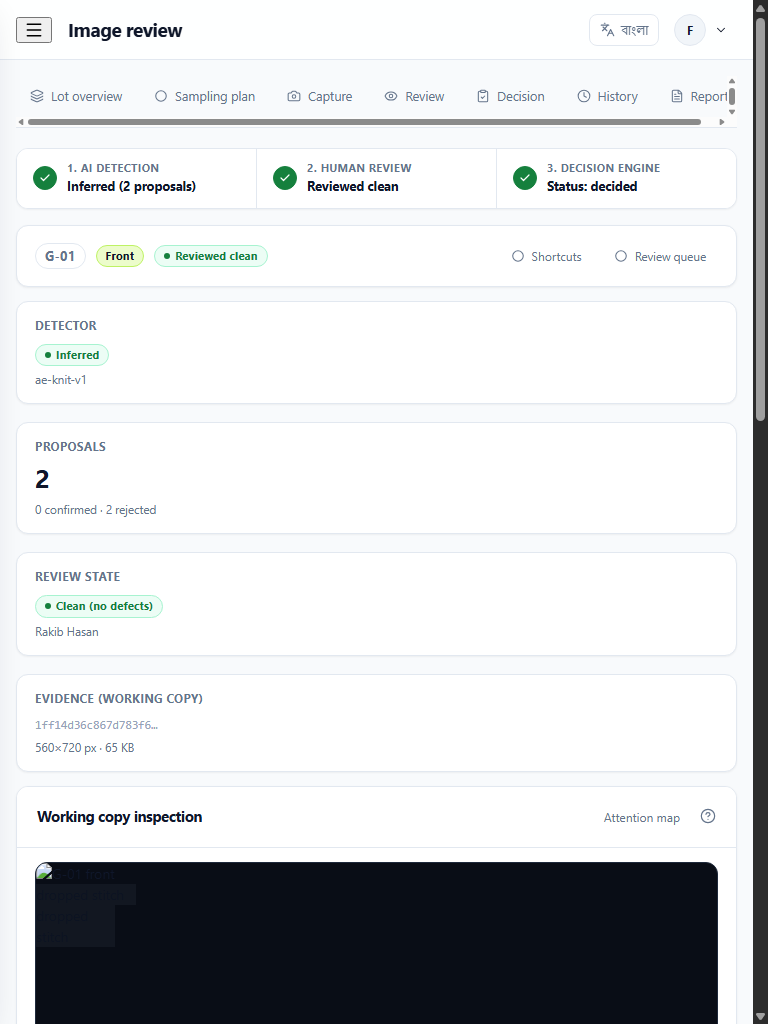 Image review
বাংলা
F
Lot overview
Sampling plan
Capture
Review
Decision
History
Report
1. AI DETECTION
Inferred (2 proposals)
2. HUMAN REVIEW
Reviewed clean
3. DECISION ENGINE
Status: decided
G-01
Front
Reviewed clean
Shortcuts
Review queue
DETECTOR
Inferred
ae-knit-v1
PROPOSALS
2
0 confirmed · 2 rejected
REVIEW STATE
Clean (no defects)
Rakib Hasan
EVIDENCE (WORKING COPY)
1ff14d36c867d783f6…
560×720 px · 65 KB
Working copy inspection
Attention map
G-01 front